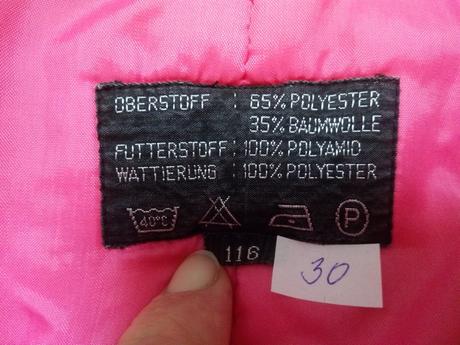 OBERSTOFF : 65% POLYESTER
35% BAUMWOLLE
FUTTERSTOFF : 100% POLYAMID
WATTIERUNG : 100% POLYESTER
40°C P
116
30